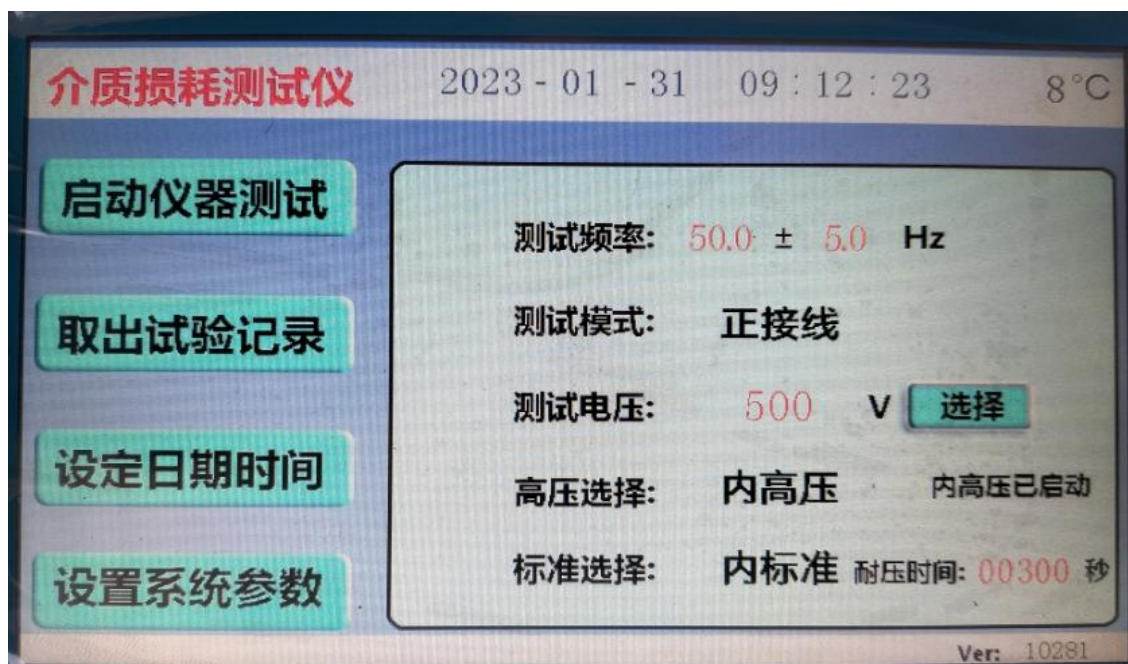 介质损耗测试仪 2023 - 01 - 31 09 : 12 : 23 8°C
启动仪器测试
取出试验记录
设定日期时间
设置系统参数
测试频率: 50.0 ± 5.0 Hz
测试模式: 正接线
测试电压: 500 V 选择
高压选择: 内高压 内高压已启动
标准选择: 内标准 耐压时间: 00300 秒
Ver: 10281